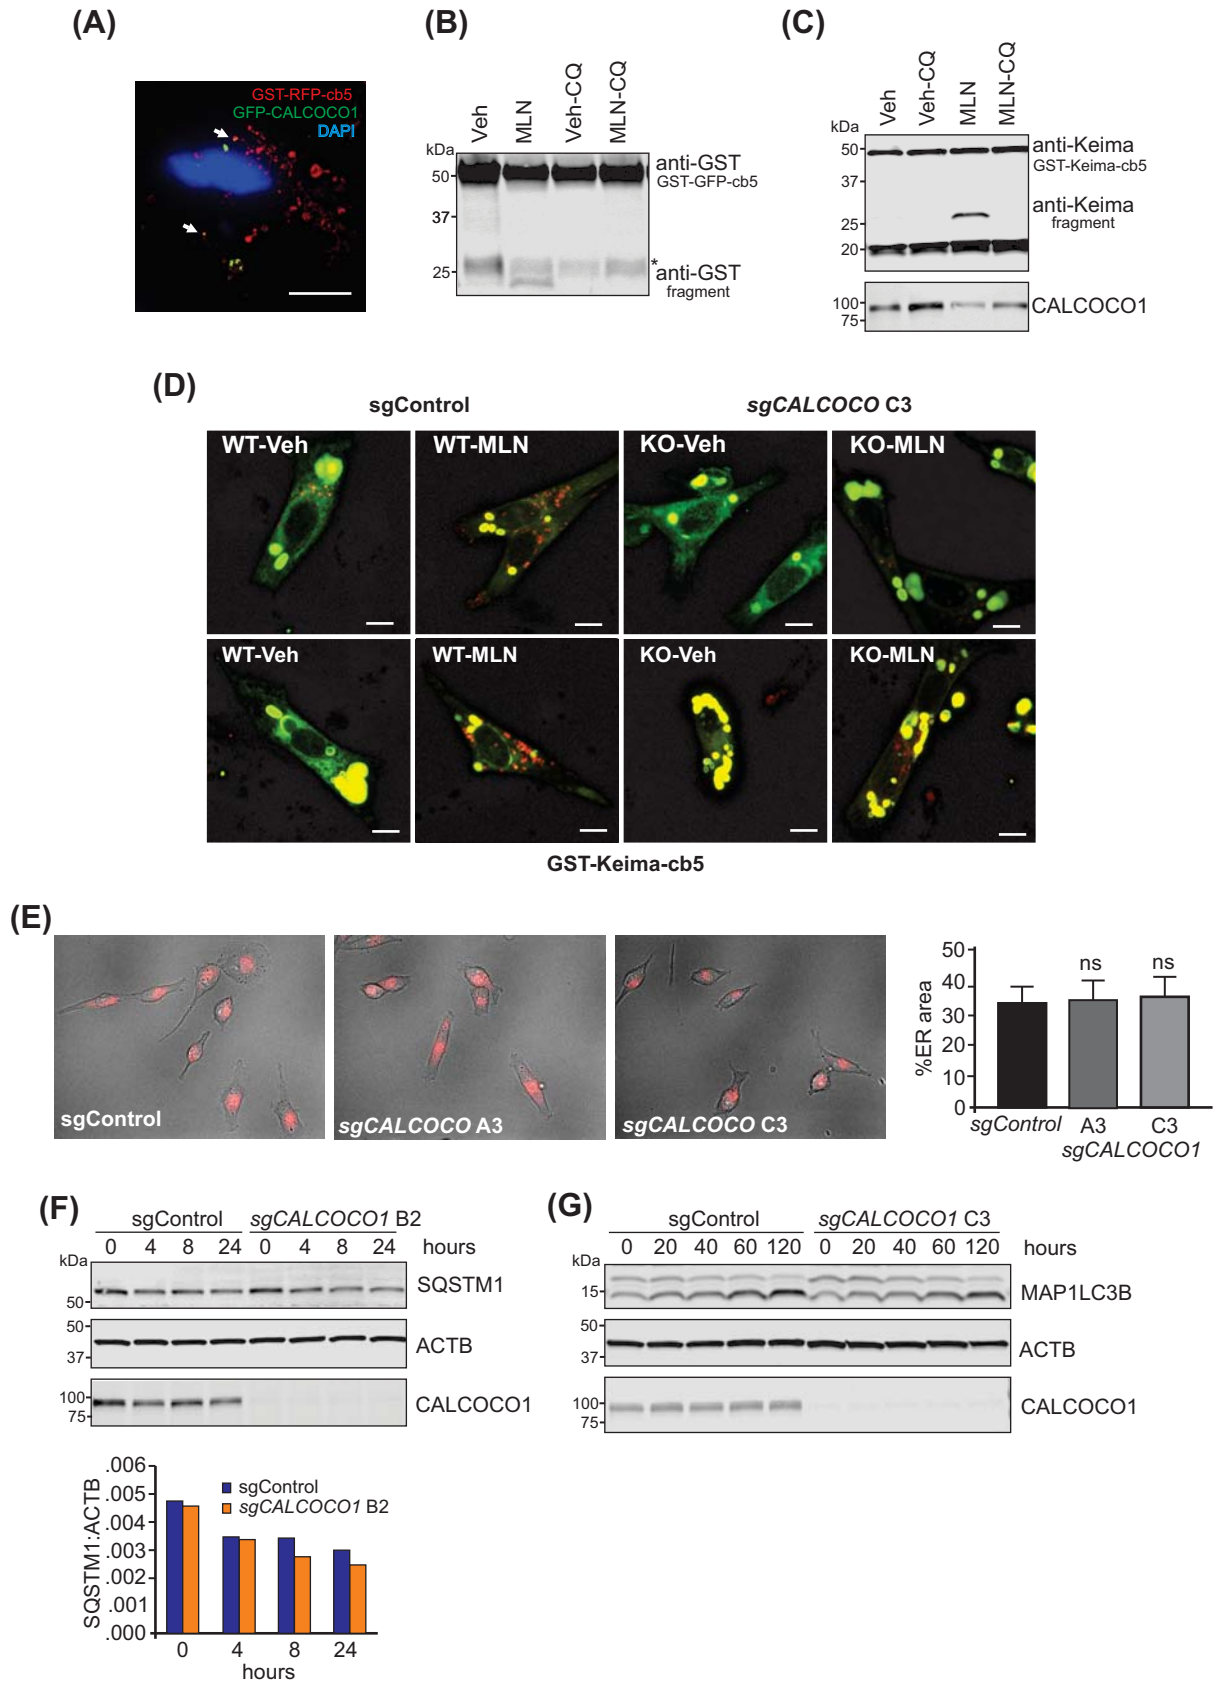 (A)
GST-RFP-cb5
GFP-CALCOCO1
DAPI
(B)
Veh MLN Veh-CQ MLN-CQ
kDa
50
37
25
anti-GST
GST-GFP-cb5
*
anti-GST
fragment
(C)
Veh Veh-CQ MLN MLN-CQ
kDa
50
37
25
20
anti-Keima
GST-Keima-cb5
anti-Keima
fragment
100
75
CALCOCO1
(D)
sgControl sgCALCOCO C3
WT-Veh WT-MLN KO-Veh KO-MLN
WT-Veh WT-MLN KO-Veh KO-MLN
GST-Keima-cb5
(E)
sgControl
sgCALCOCO A3
sgCALCOCO C3
%ER area
50
40
30
20
10
0
ns ns
sgControl A3 C3
sgCALCOCO1
(F)
sgControl sgCALCOCO1 B2
0 4 8 24 0 4 8 24 hours
kDa
50
SQSTM1
50
37
ACTB
100
75
CALCOCO1
SQSTM1:ACTB
.006
.005
.004
.003
.002
.001
.000
sgControl
sgCALCOCO1 B2
0 4 8 24
hours
(G)
sgControl sgCALCOCO1 C3
0 20 40 60 120 0 20 40 60 120 hours
kDa
15
MAP1LC3B
50
37
ACTB
100
75
CALCOCO1